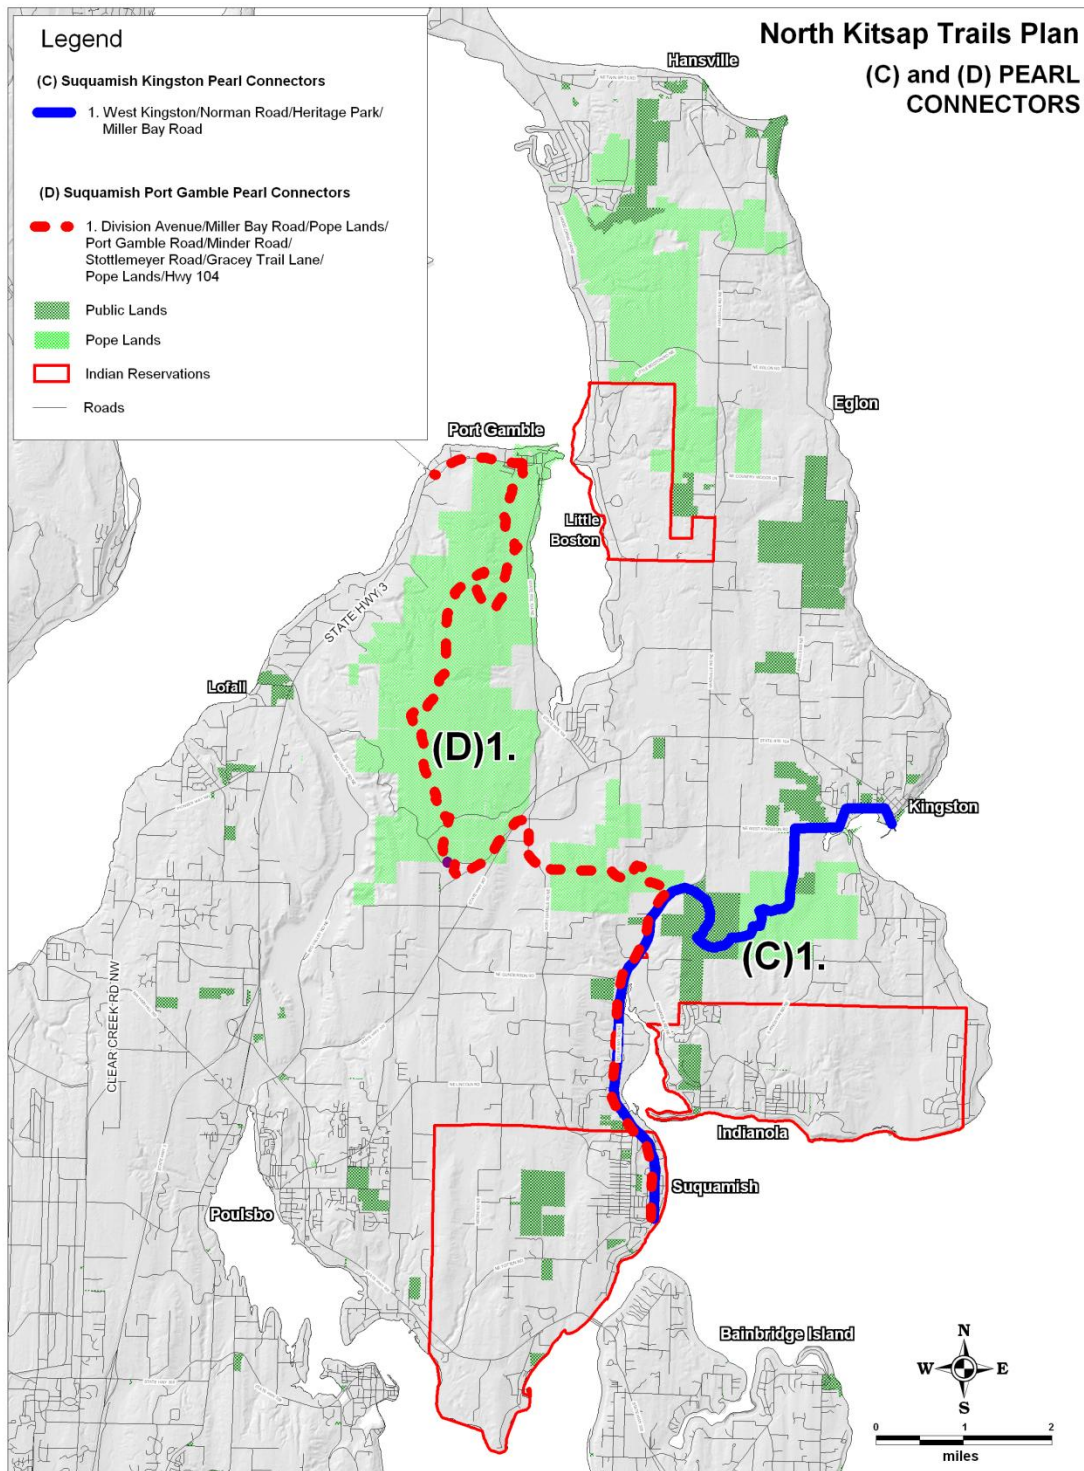 North Kitsap Trails Plan
(C) and (D) PEARL
CONNECTORS
Legend
(C) Suquamish Kingston Pearl Connectors
1. West Kingston/Norman Road/Heritage Park/
Miller Bay Road
(D) Suquamish Port Gamble Pearl Connectors
1. Division Avenue/Miller Bay Road/Pope Lands/
Port Gamble Road/Minder Road/
Stottlemeyer Road/Gracey Trail Lane/
Pope Lands/Hwy 104
Public Lands
Pope Lands
Indian Reservations
Roads
Hansville
Eglon
Port Gamble
Little
Boston
STATE HWY 3
Lofall
(D)1.
Kingston
(C)1.
CLEAR CREEK RD NW
Indianola
Suquamish
Poulsbo
Bainbridge Island
N
W E
S
0 1 2
miles